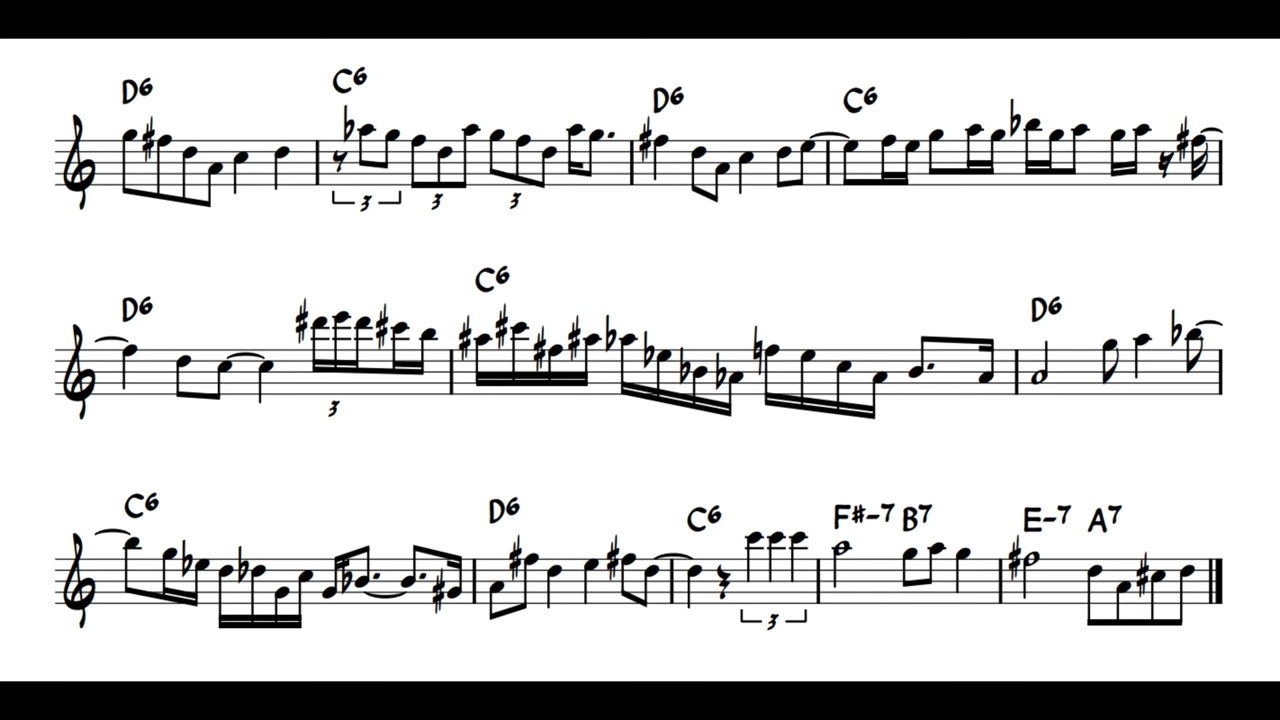 D6 C6 D6 C6
3 3 3
D6 C6 D6
3
C6 D6 C6 F#-7 B7 E-7 A7
3